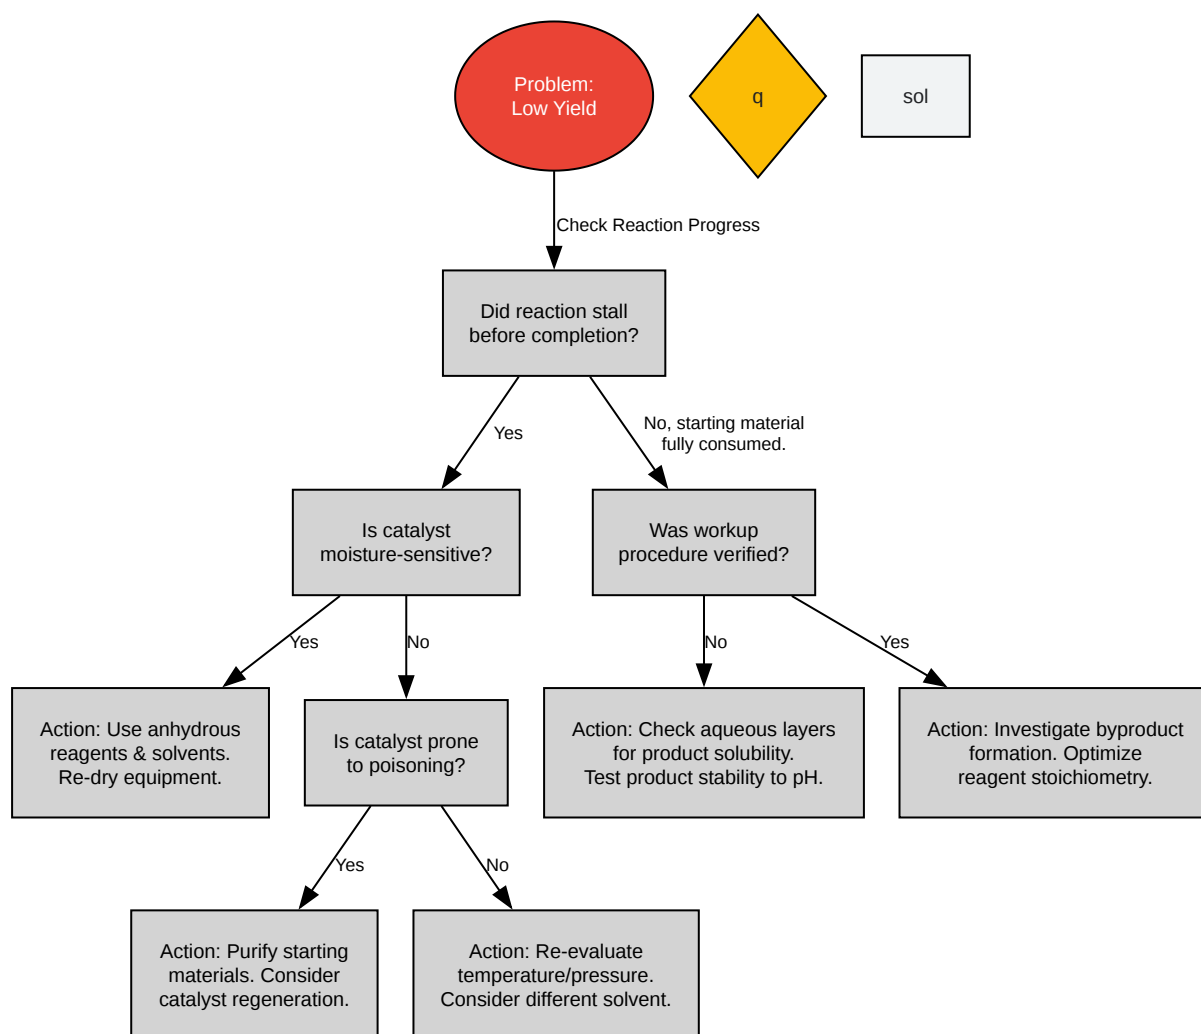 Problem:
Low Yield
q
sol
Check Reaction Progress
Did reaction stall
before completion?
Yes
No, starting material
fully consumed.
Is catalyst
moisture-sensitive?
Was workup
procedure verified?
Yes
No
No
Yes
Action: Use anhydrous
reagents & solvents.
Re-dry equipment.
Is catalyst prone
to poisoning?
Action: Check aqueous layers
for product solubility.
Test product stability to pH.
Action: Investigate byproduct
formation. Optimize
reagent stoichiometry.
Yes
No
Action: Purify starting
materials. Consider
catalyst regeneration.
Action: Re-evaluate
temperature/pressure.
Consider different solvent.